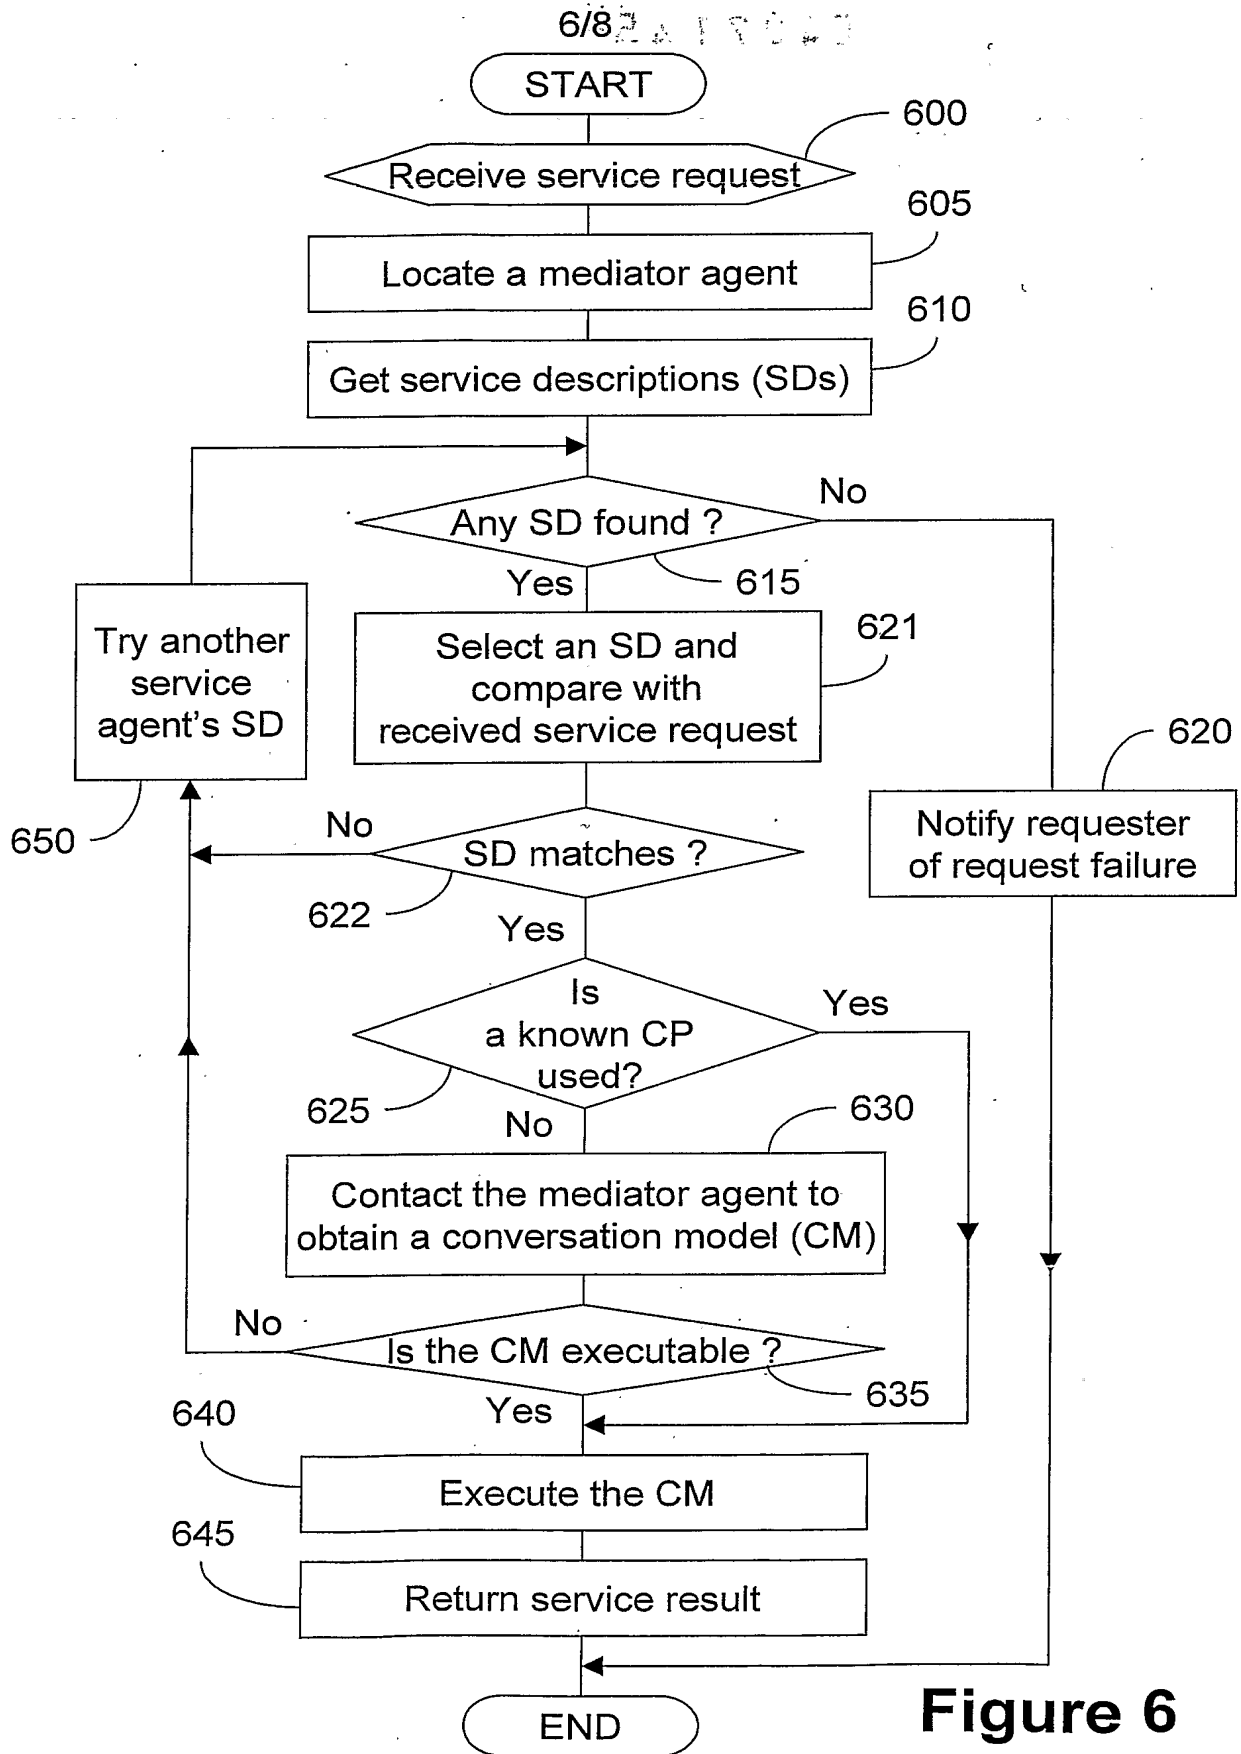 6/8
START
600
Receive service request
605
Locate a mediator agent
610
Get service descriptions (SDs)
No
Any SD found ?
Yes
615
621
Try another
service
agent's SD
Select an SD and
compare with
received service request
620
650
No
SD matches ?
Notify requester
of request failure
622
Yes
Is
a known CP
used?
Yes
625
No
630
Contact the mediator agent to
obtain a conversation model (CM)
No
Is the CM executable ?
635
Yes
640
Execute the CM
645
Return service result
END
Figure 6